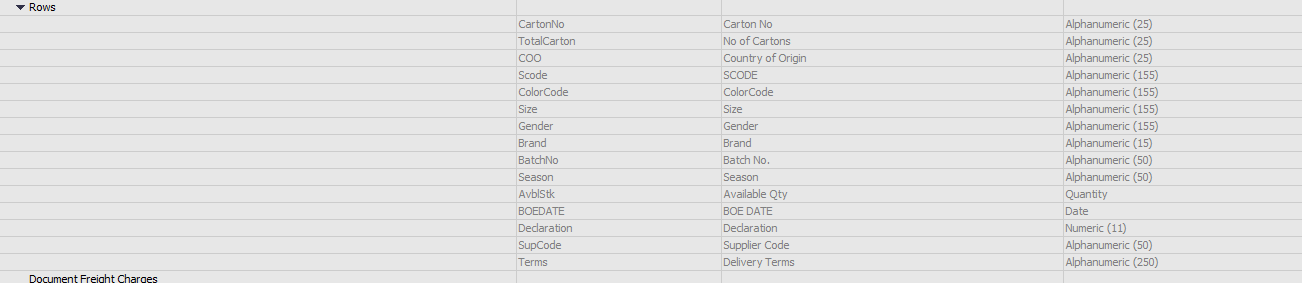 Rows
CartonNo Carton No Alphanumeric (25)
TotalCarton No of Cartons Alphanumeric (25)
COO Country of Origin Alphanumeric (25)
Scode SCODE Alphanumeric (155)
ColorCode ColorCode Alphanumeric (155)
Size Size Alphanumeric (155)
Gender Gender Alphanumeric (155)
Brand Brand Alphanumeric (15)
BatchNo Batch No. Alphanumeric (50)
Season Season Alphanumeric (50)
AvblStk Available Qty Quantity
BOEDATE BOE DATE Date
Declaration Declaration Numeric (11)
SupCode Supplier Code Alphanumeric (50)
Terms Delivery Terms Alphanumeric (250)
Document Freight Charges